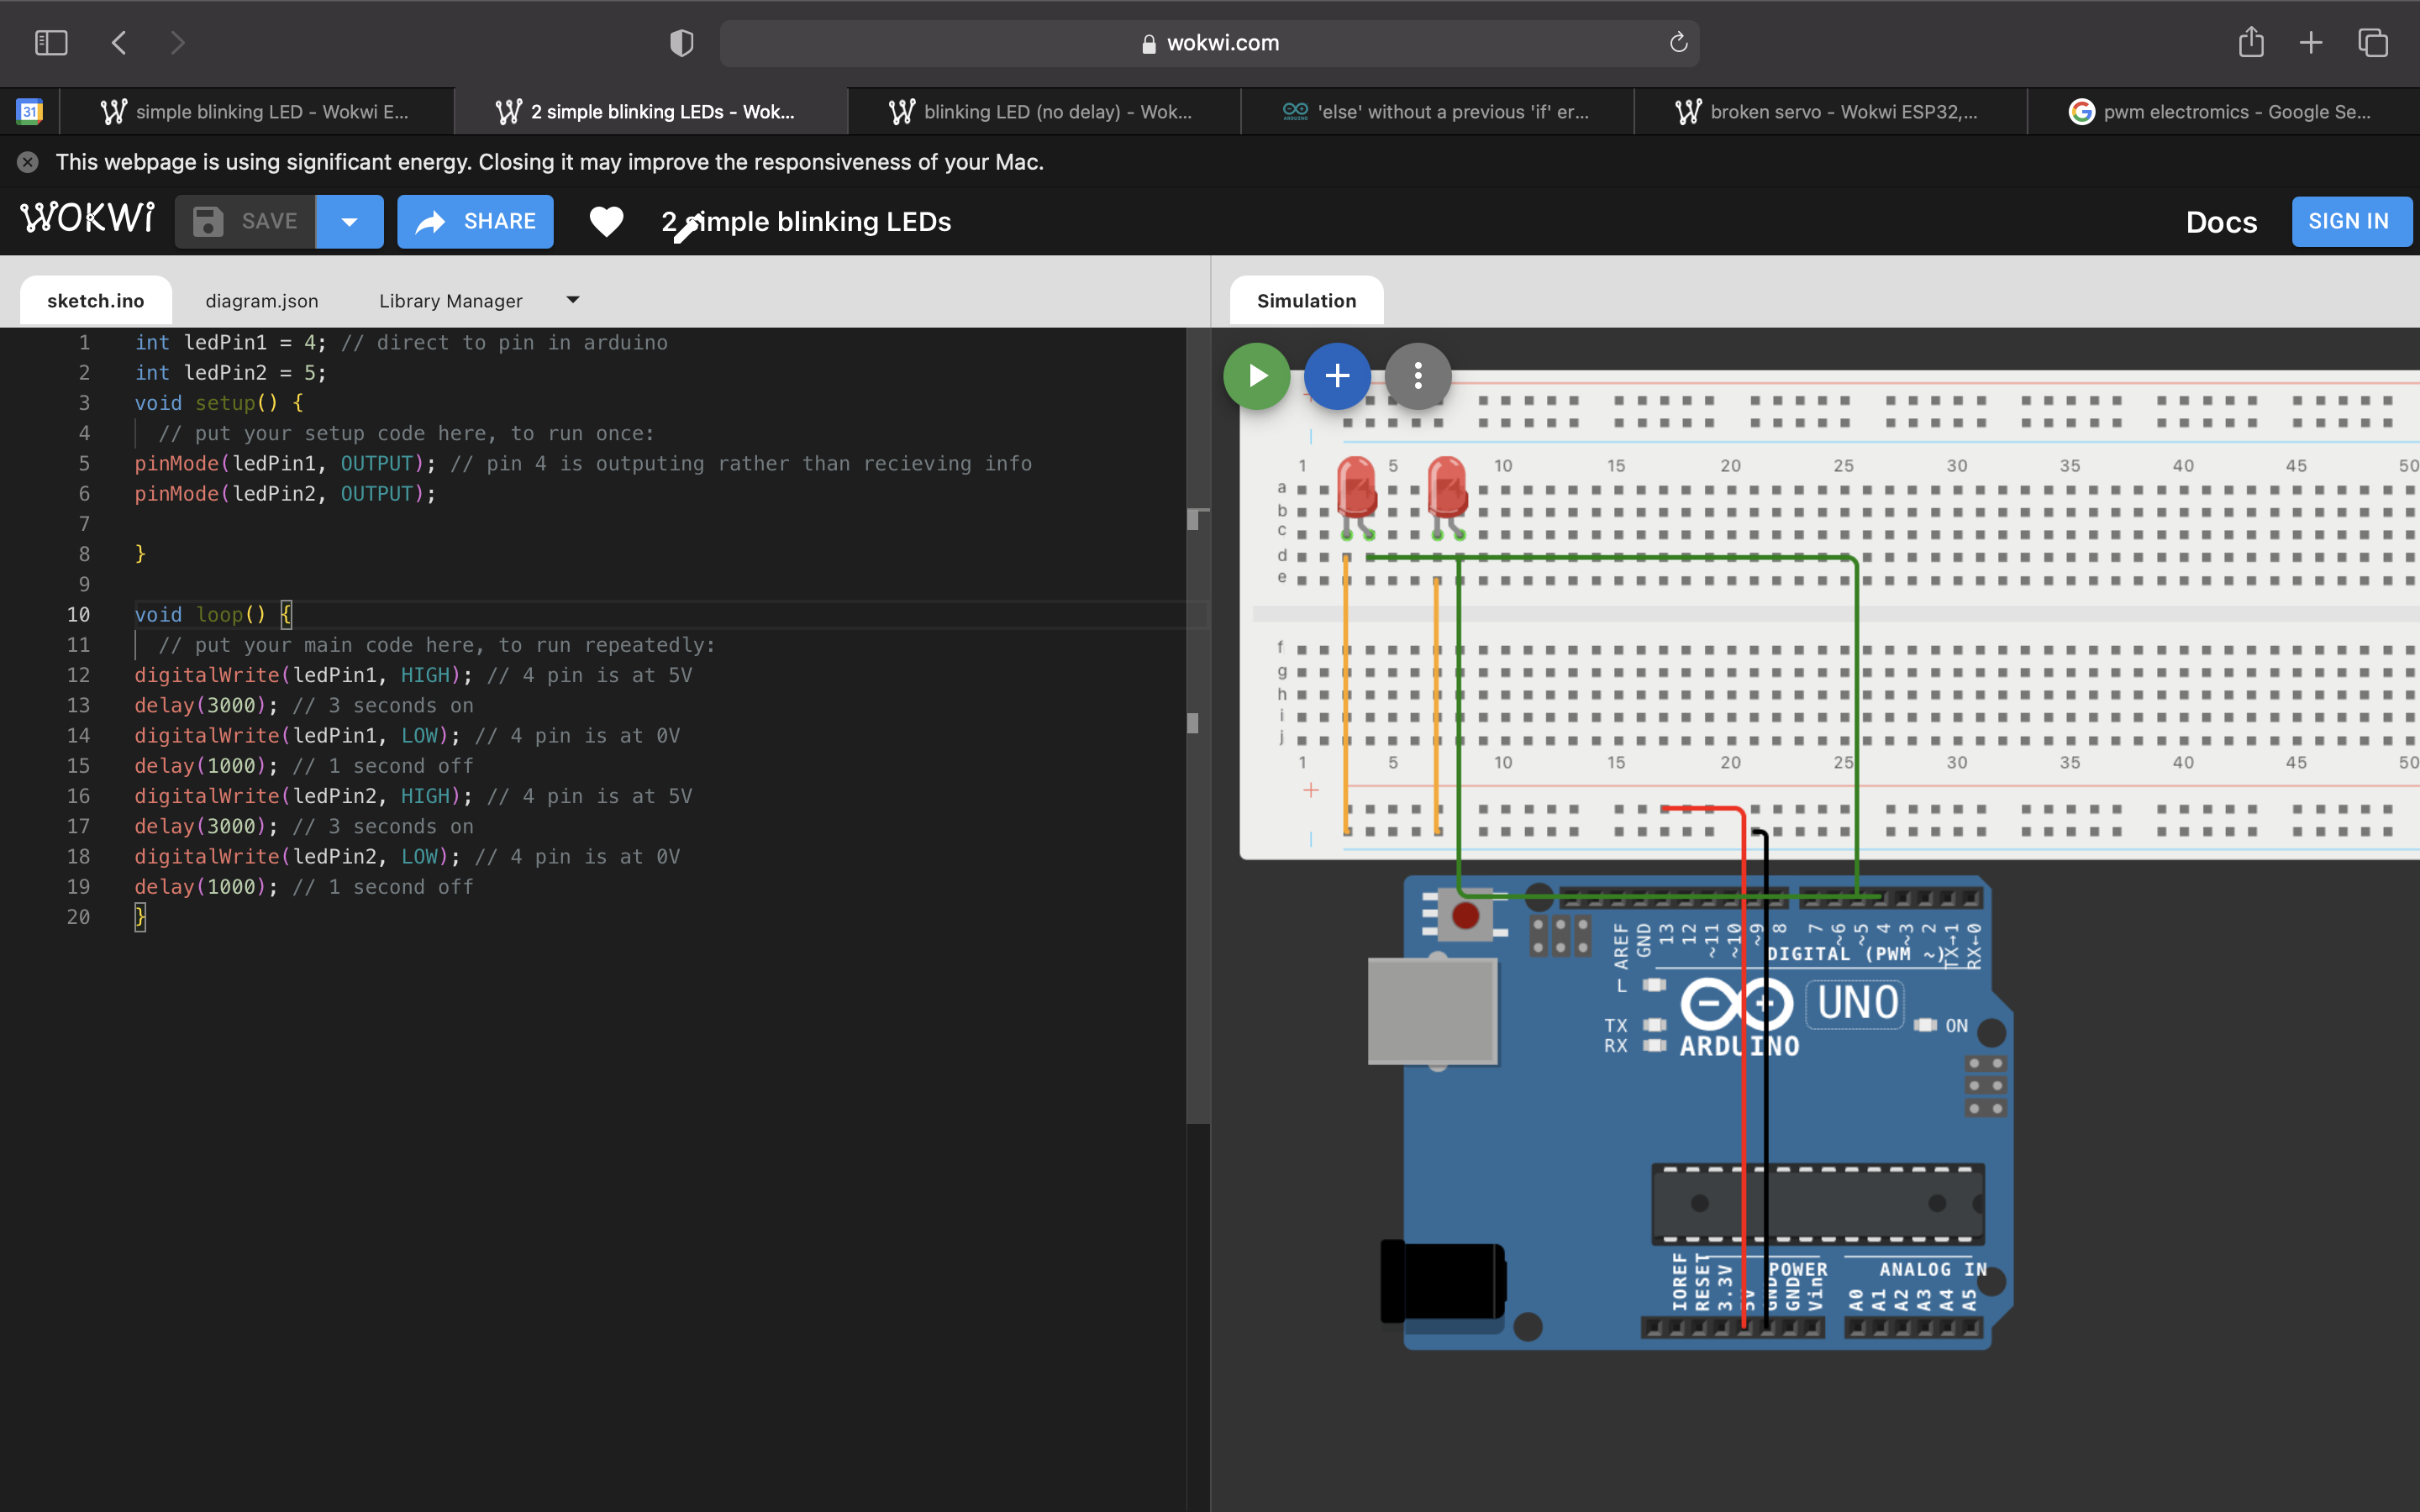 wokwi.com
31
simple blinking LED - Wokwi E...
2 simple blinking LEDs - Wok...
blinking LED (no delay) - Wok...
'else' without a previous 'if' er...
broken servo - Wokwi ESP32,...
pwm electromics - Google Se...
This webpage is using significant energy. Closing it may improve the responsiveness of your Mac.
WOKWi
SAVE
SHARE
2 simple blinking LEDs
Docs
SIGN IN
sketch.ino
diagram.json
Library Manager
Simulation
1 int ledPin1 = 4; // direct to pin in arduino
2 int ledPin2 = 5;
3 void setup() {
4 // put your setup code here, to run once:
5 pinMode(ledPin1, OUTPUT); // pin 4 is outputing rather than recieving info
6 pinMode(ledPin2, OUTPUT);
7
8 }
9
10 void loop() {
11 // put your main code here, to run repeatedly:
12 digitalWrite(ledPin1, HIGH); // 4 pin is at 5V
13 delay(3000); // 3 seconds on
14 digitalWrite(ledPin1, LOW); // 4 pin is at 0V
15 delay(1000); // 1 second off
16 digitalWrite(ledPin2, HIGH); // 4 pin is at 5V
17 delay(3000); // 3 seconds on
18 digitalWrite(ledPin2, LOW); // 4 pin is at 0V
19 delay(1000); // 1 second off
20 }
1 5 10 15 20 25 30 35 40 45 50
a
b
c
d
e
f
g
h
i
j
1 5 10 15 20 25 30 35 40 45 50
AREF GND 13 12 ~11 ~10 ~9 8 7 ~6 ~5 4 ~3 2 TX→1 RX←0
DIGITAL (PWM ~)
L
TX
RX
UNO
ON
ARDUINO
POWER
ANALOG IN
IOREF RESET 3.3V 5V GND GND Vin A0 A1 A2 A3 A4 A5